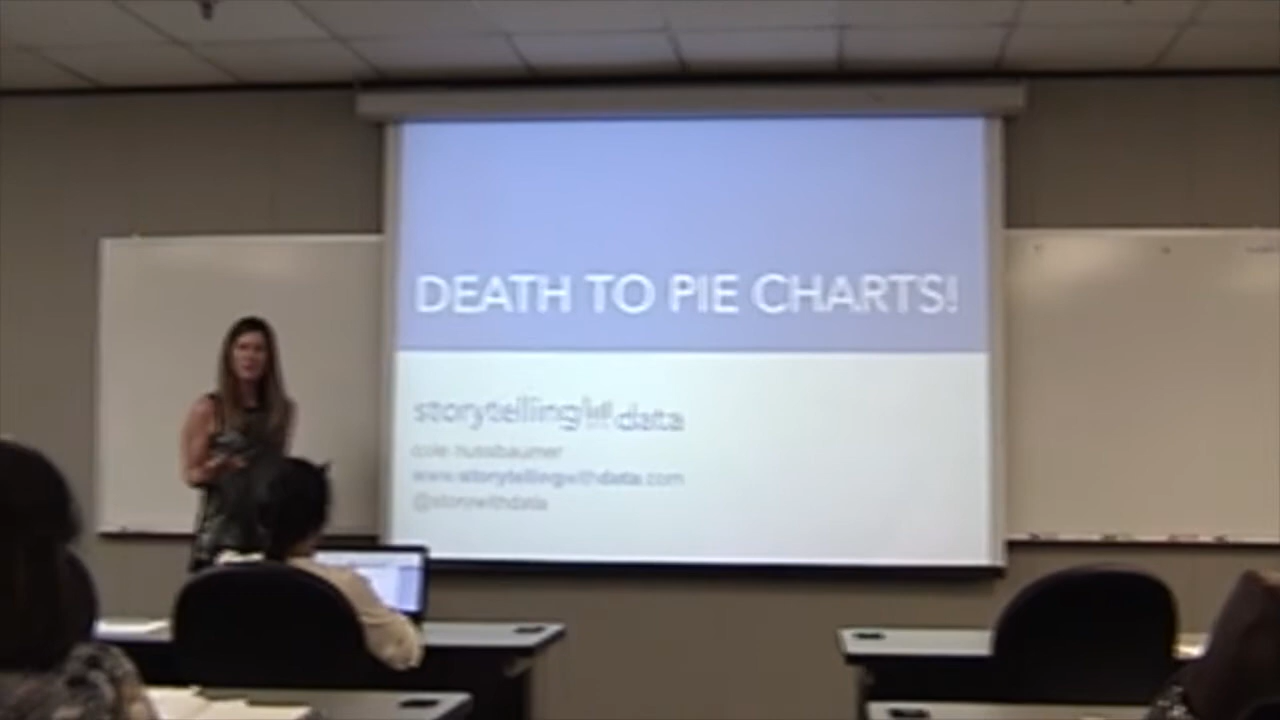 DEATH TO PIE CHARTS!
storytelling with data
cole nussbaumer
www.storytellingwithdata.com
@storywithdata